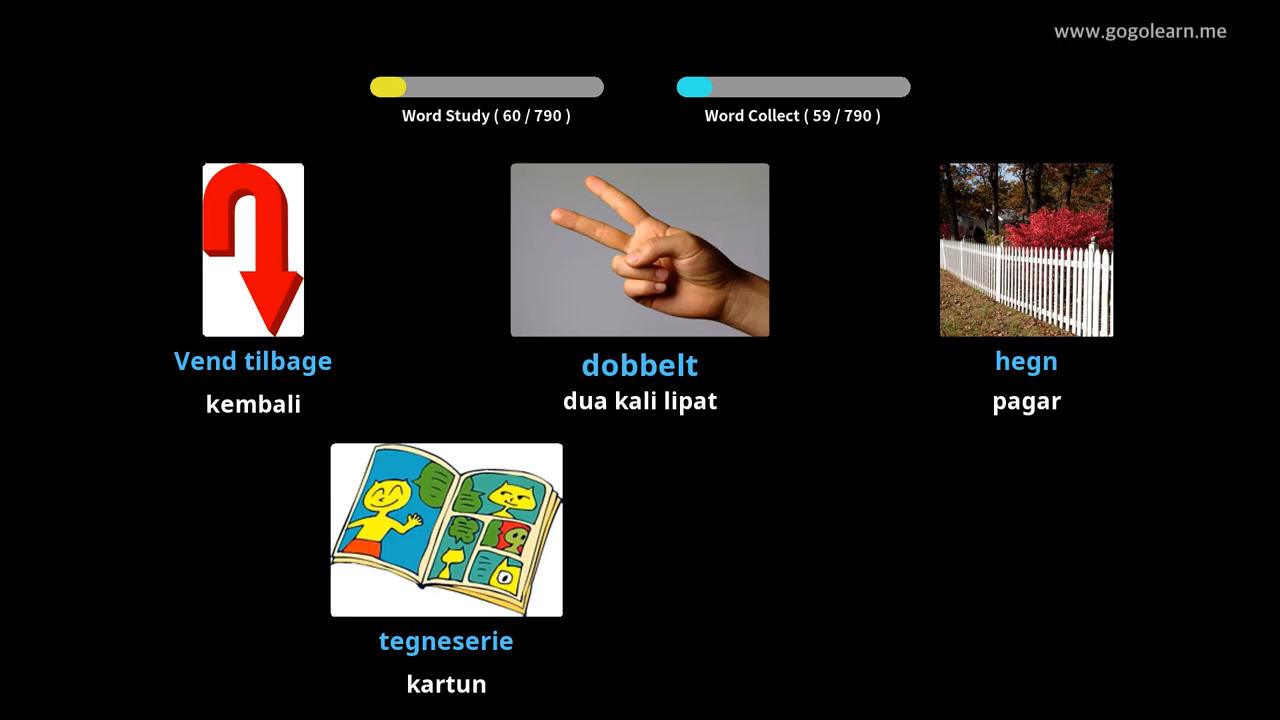 www.gogolearn.me
Word Study ( 60 / 790 )
Word Collect ( 59 / 790 )
Vend tilbage
kembali
dobbelt
dua kali lipat
hegn
pagar
tegneserie
kartun